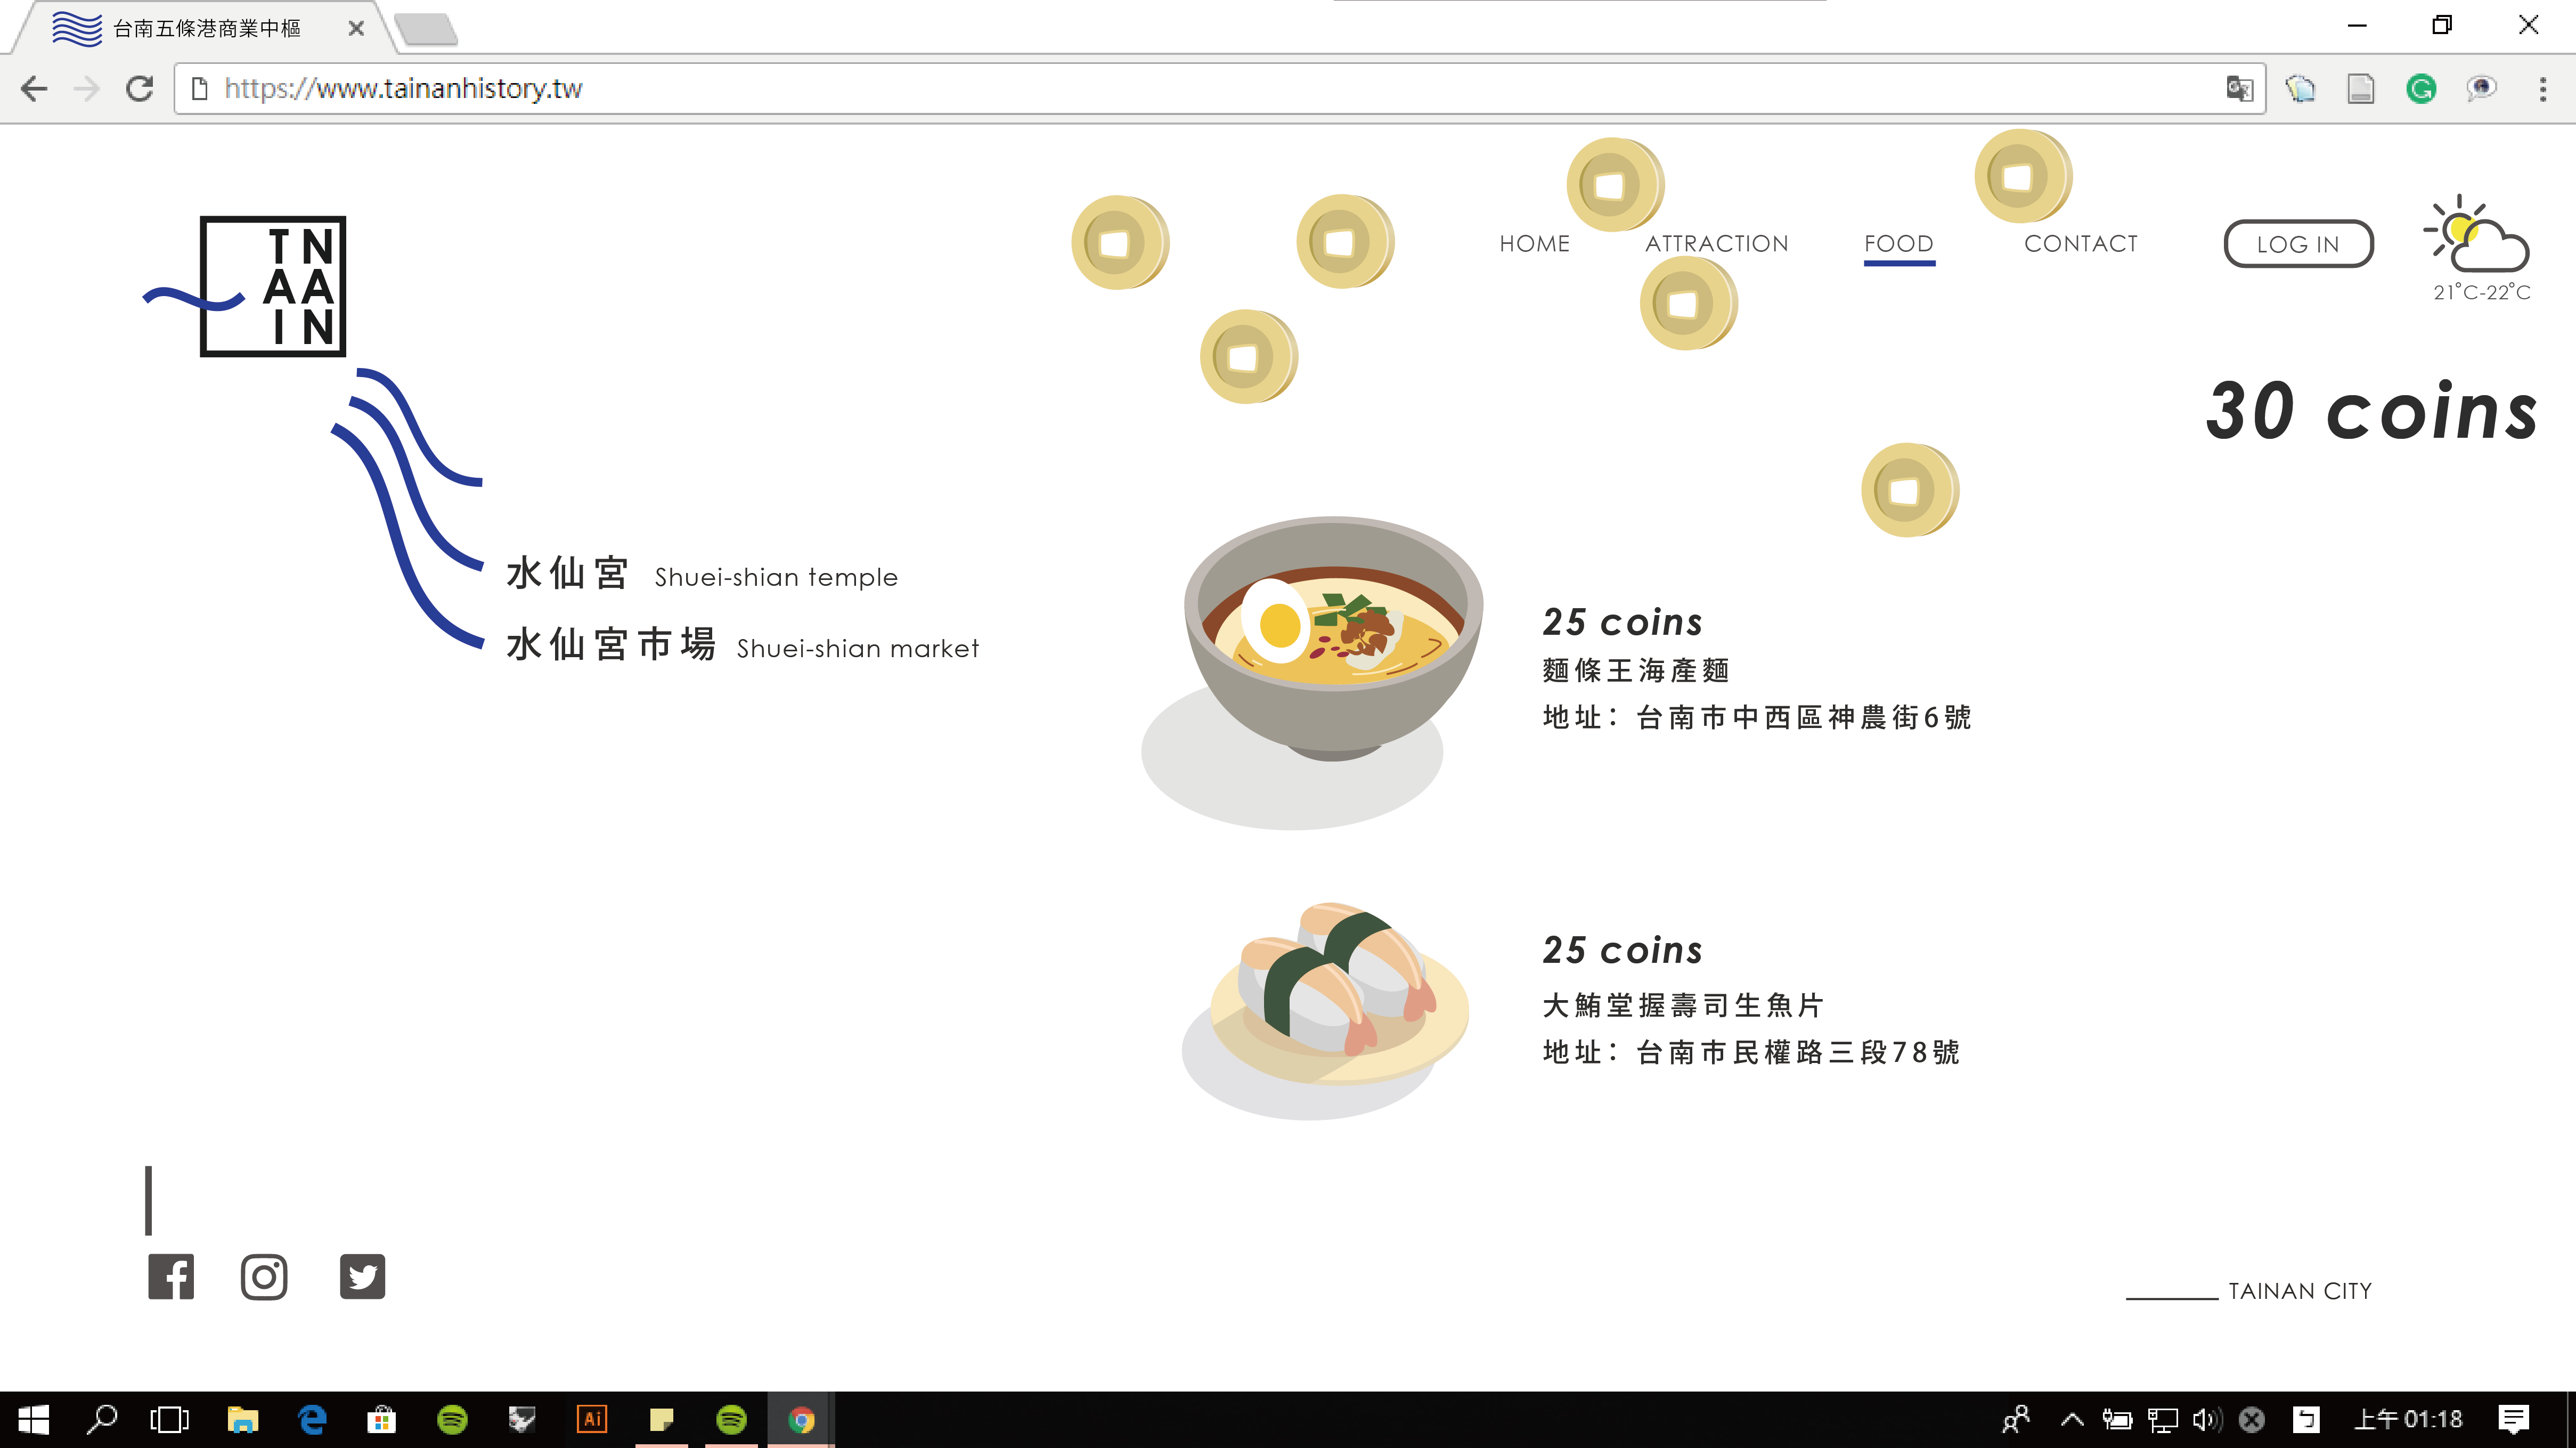 台南五條港商業中樞
https://www.tainanhistory.tw
TN
AA
IN
HOME
ATTRACTION
FOOD
CONTACT
LOG IN
21°C-22°C
30 coins
水仙宮 Shuei-shian temple
水仙宮市場 Shuei-shian market
25 coins
麵條王海產麵
地址：台南市中西區神農街6號
25 coins
大鮪堂握壽司生魚片
地址：台南市民權路三段78號
TAINAN CITY
Ai
ㄅ
上午 01:18